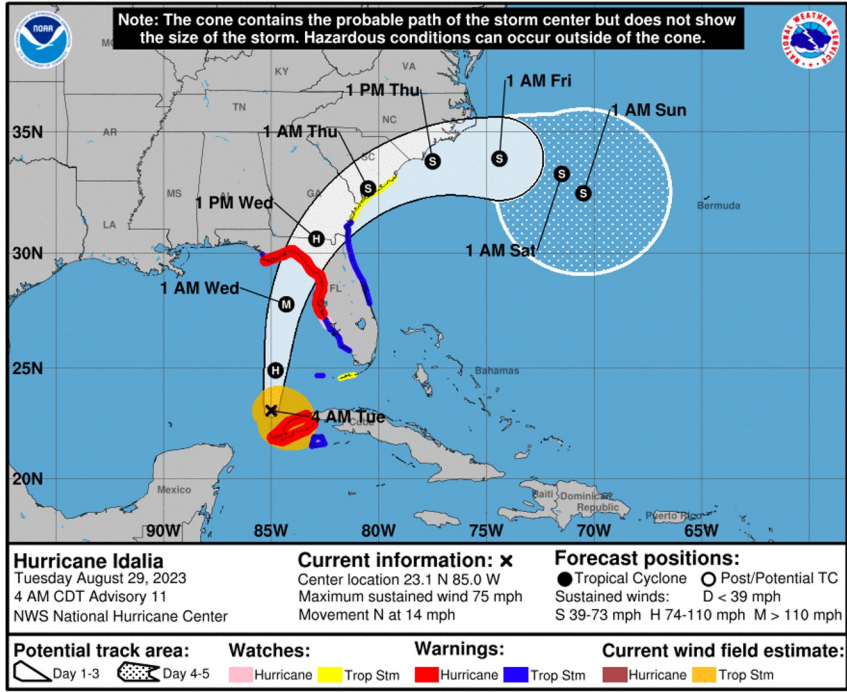 Note: The cone contains the probable path of the storm center but does not show
the size of the storm. Hazardous conditions can occur outside of the cone.
NOAA
NATIONAL WEATHER SERVICE
MO
KY
VA
1 AM Fri
1 PM Thu
TN
NC
1 AM Sun
35N
AR
1 AM Thu
S
S
SC
S
S
S
MS
AL
GA
1 PM Wed
Bermuda
LA
H
30N
1 AM Sat
1 AM Wed
FL
M
25N
H
Bahamas
4 AM Tue
Cuba
20N
Mexico
Haiti
Dominican
Republic
Puerto Rico
90W
85W
80W
75W
70W
65W
Hurricane Idalia
Tuesday August 29, 2023
4 AM CDT Advisory 11
NWS National Hurricane Center
Current information: x
Center location 23.1 N 85.0 W
Maximum sustained wind 75 mph
Movement N at 14 mph
Forecast positions:
Tropical Cyclone Post/Potential TC
Sustained winds: D < 39 mph
S 39-73 mph H 74-110 mph M > 110 mph
Potential track area:
Day 1-3 Day 4-5
Watches:
Hurricane Trop Stm
Warnings:
Hurricane Trop Stm
Current wind field estimate:
Hurricane Trop Stm